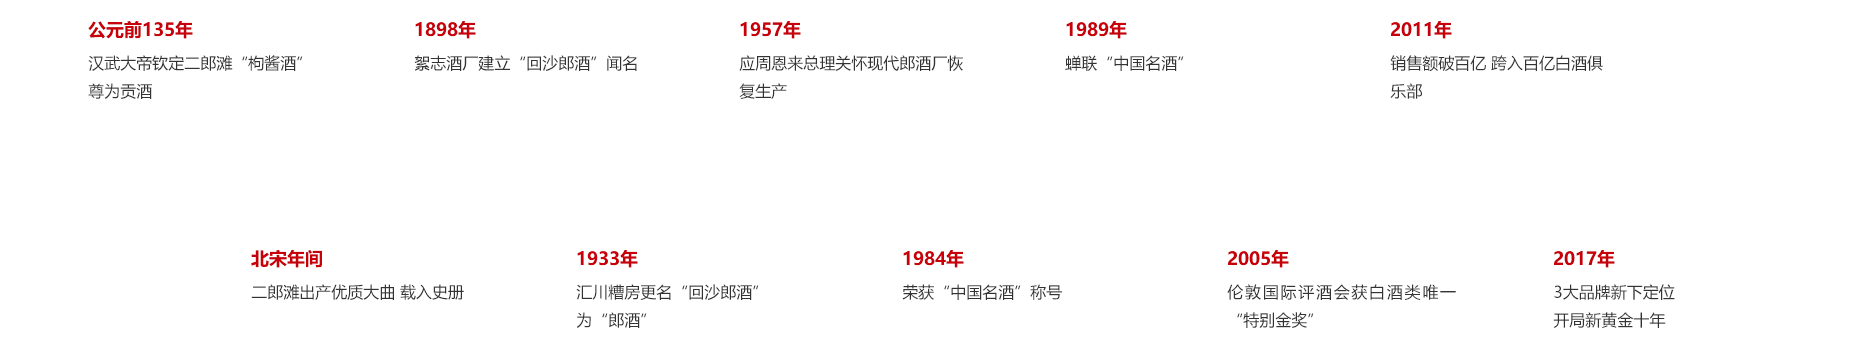 公元前135年
汉武大帝钦定二郎滩“枸酱酒”
尊为贡酒
1898年
絮志酒厂建立“回沙郎酒”闻名
1957年
应周恩来总理关怀现代郎酒厂恢
复生产
1989年
蝉联“中国名酒”
2011年
销售额破百亿 跨入百亿白酒俱
乐部
北宋年间
二郎滩出产优质大曲 载入史册
1933年
汇川糟房更名“回沙郎酒”
为“郎酒”
1984年
荣获“中国名酒”称号
2005年
伦敦国际评酒会获白酒类唯一
“特别金奖”
2017年
3大品牌新下定位
开局新黄金十年